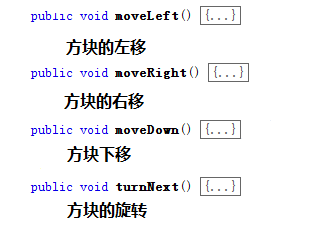 public void moveLeft() {...}
方块的左移
public void moveRight() {...}
方块的右移
public void moveDown() {...}
方块下移
public void turnNext() {...}
方块的旋转